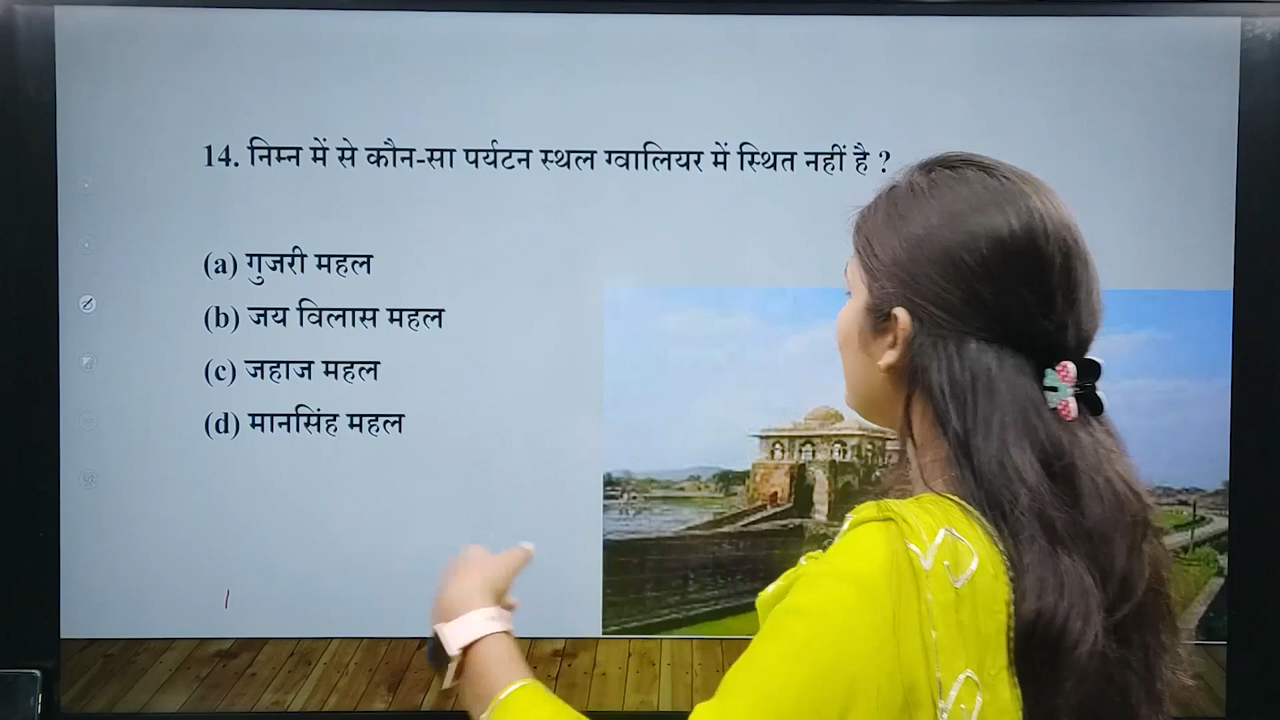 14. निम्न में से कौन-सा पर्यटन स्थल ग्वालियर में स्थित नहीं है ?
(a) गुजरी महल
(b) जय विलास महल
(c) जहाज महल
(d) मानसिंह महल